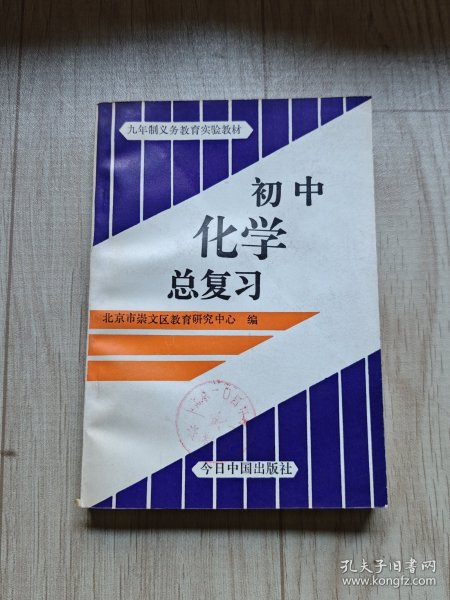 九年制义务教育实验教材
初中
化学
总复习
北京市崇文区教育研究中心 编
今日中国出版社
孔夫子旧书网
www.kongfz.com